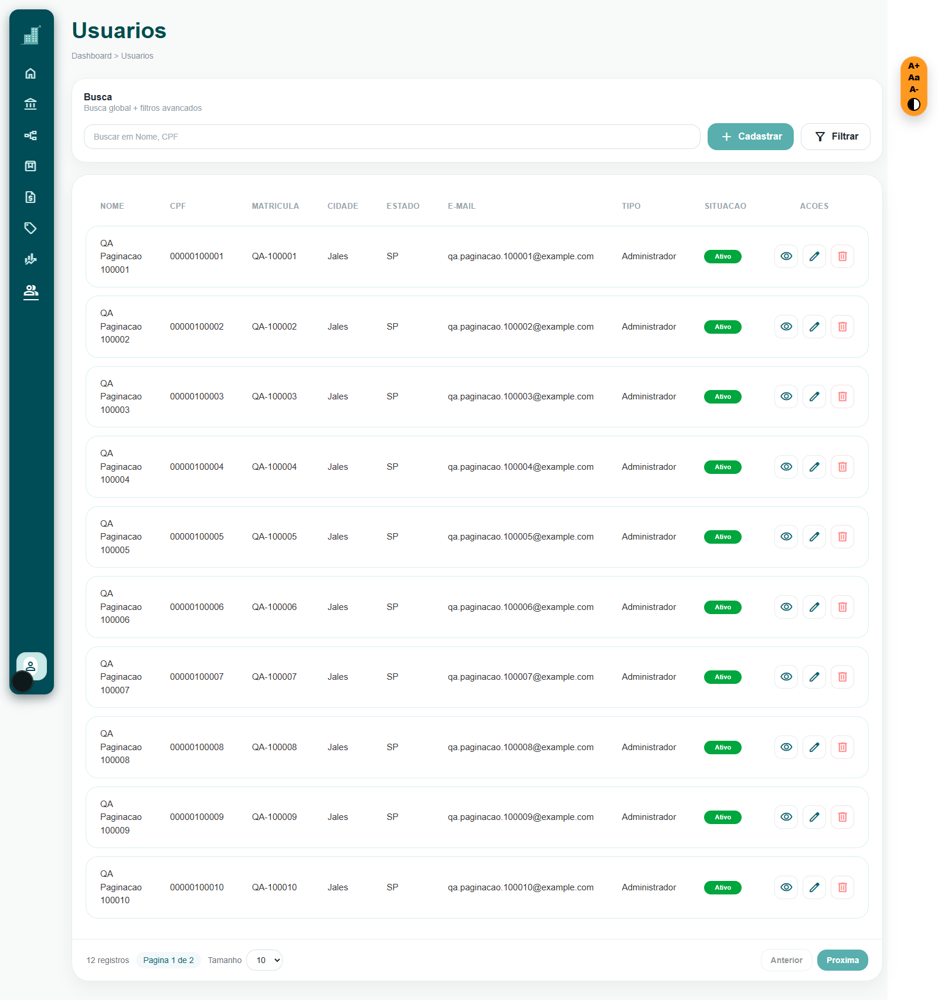 Usuarios
Dashboard > Usuarios
A+
Aa
A-
Busca
Busca global + filtros avancados
Buscar em Nome, CPF
+ Cadastrar
Filtrar
NOME CPF MATRICULA CIDADE ESTADO E-MAIL TIPO SITUACAO ACOES
QA Paginacao 100001 00000100001 QA-100001 Jales SP qa.paginacao.100001@example.com Administrador Ativo
QA Paginacao 100002 00000100002 QA-100002 Jales SP qa.paginacao.100002@example.com Administrador Ativo
QA Paginacao 100003 00000100003 QA-100003 Jales SP qa.paginacao.100003@example.com Administrador Ativo
QA Paginacao 100004 00000100004 QA-100004 Jales SP qa.paginacao.100004@example.com Administrador Ativo
QA Paginacao 100005 00000100005 QA-100005 Jales SP qa.paginacao.100005@example.com Administrador Ativo
QA Paginacao 100006 00000100006 QA-100006 Jales SP qa.paginacao.100006@example.com Administrador Ativo
QA Paginacao 100007 00000100007 QA-100007 Jales SP qa.paginacao.100007@example.com Administrador Ativo
QA Paginacao 100008 00000100008 QA-100008 Jales SP qa.paginacao.100008@example.com Administrador Ativo
QA Paginacao 100009 00000100009 QA-100009 Jales SP qa.paginacao.100009@example.com Administrador Ativo
QA Paginacao 100010 00000100010 QA-100010 Jales SP qa.paginacao.100010@example.com Administrador Ativo
12 registros Pagina 1 de 2 Tamanho 10 Anterior Proxima